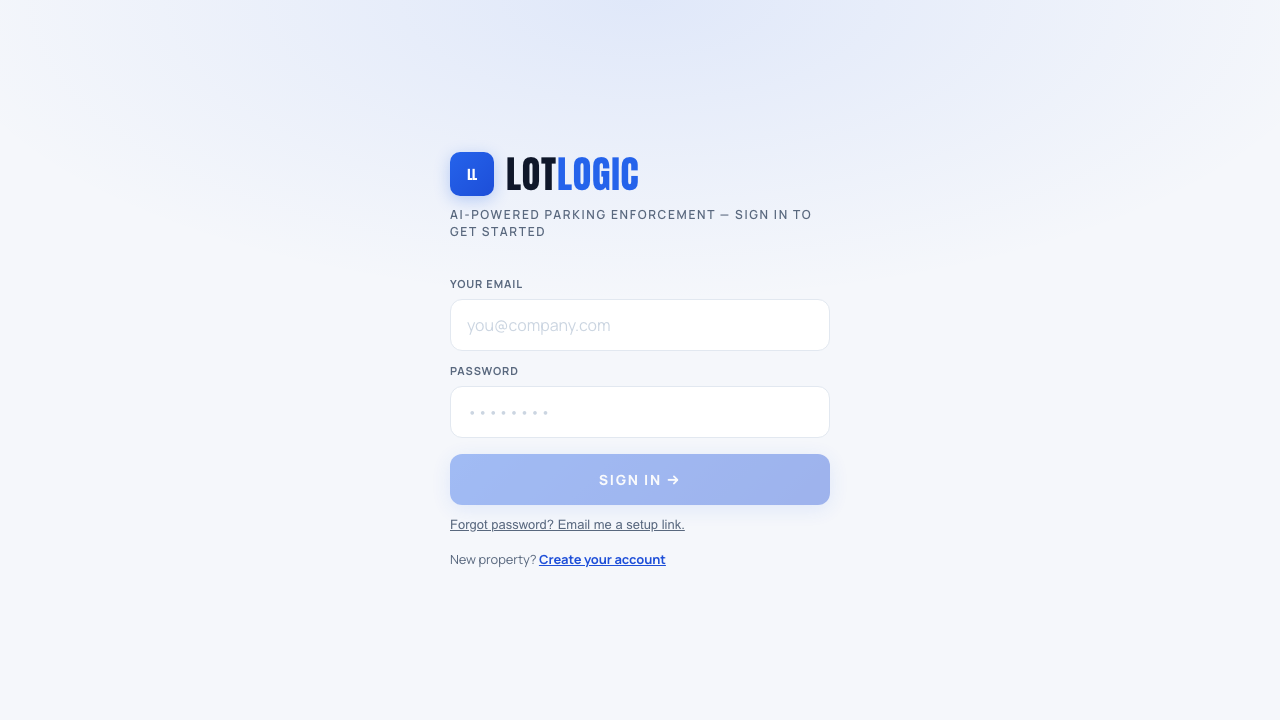 LL LOTLOGIC
AI-POWERED PARKING ENFORCEMENT — SIGN IN TO
GET STARTED
YOUR EMAIL
you@company.com
PASSWORD
••••••••
SIGN IN →
Forgot password? Email me a setup link.
New property? Create your account